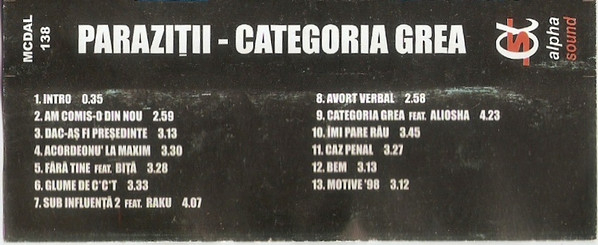 MCDAL 138
PARAZIȚII - CATEGORIA GREA
αs
alpha sound
1. INTRO 0.35
2. AM COMIS-O DIN NOU 2.59
3. DAC-AȘ FI PREȘEDINTE 3.13
4. ACORDEONU' LA MAXIM 3.30
5. FĂRĂ TINE FEAT. BIȚĂ 3.28
6. GLUME DE C*C*T 3.33
7. SUB INFLUENȚĂ 2 FEAT. RAKU 4.07
8. AVORT VERBAL 2.58
9. CATEGORIA GREA FEAT. ALIOSHA 4.23
10. ÎMI PARE RĂU 3.45
11. CAZ PENAL 3.27
12. BEM 3.13
13. MOTIVE '98 3.12